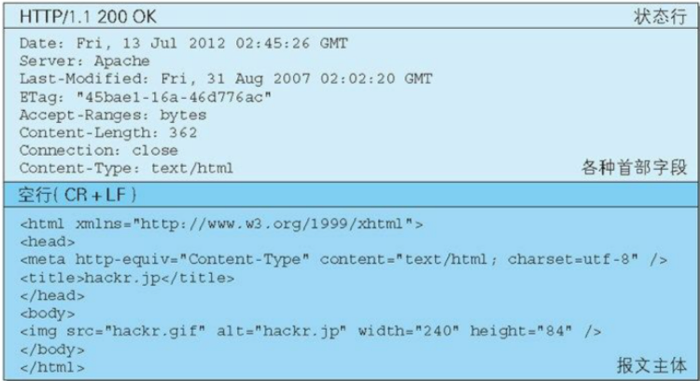 HTTP/1.1 200 OK 状态行
Date: Fri, 13 Jul 2012 02:45:26 GMT
Server: Apache
Last-Modified: Fri, 31 Aug 2007 02:02:20 GMT
ETag: "45bae1-16a-46d776ac"
Accept-Ranges: bytes
Content-Length: 362
Connection: close
Content-Type: text/html 各种首部字段
空行( CR + LF )
<html xmlns="http://www.w3.org/1999/xhtml">
<head>
<meta http-equiv="Content-Type" content="text/html; charset=utf-8" />
<title>hackr.jp</title>
</head>
<body>
<img src="hackr.gif" alt="hackr.jp" width="240" height="84" />
</body>
</html> 报文主体